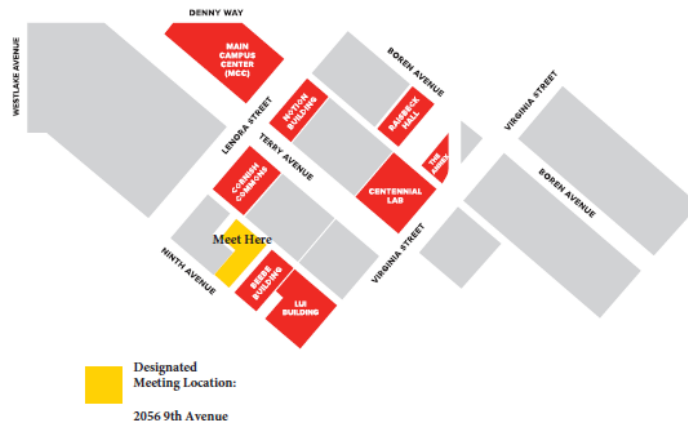 DENNY WAY
WESTLAKE AVENUE
MAIN
CAMPUS
CENTER
(MCC)
LENORA STREET
NOTION
BUILDING
BOREN AVENUE
RAISBECK
HALL
VIRGINIA STREET
TERRY AVENUE
THE
ANNEX
CORNISH
COMMONS
CENTENNIAL
LAB
BOREN AVENUE
Meet Here
NINTH AVENUE
BEEBE
BUILDING
VIRGINIA STREET
LUI
BUILDING
Designated
Meeting Location:
2056 9th Avenue